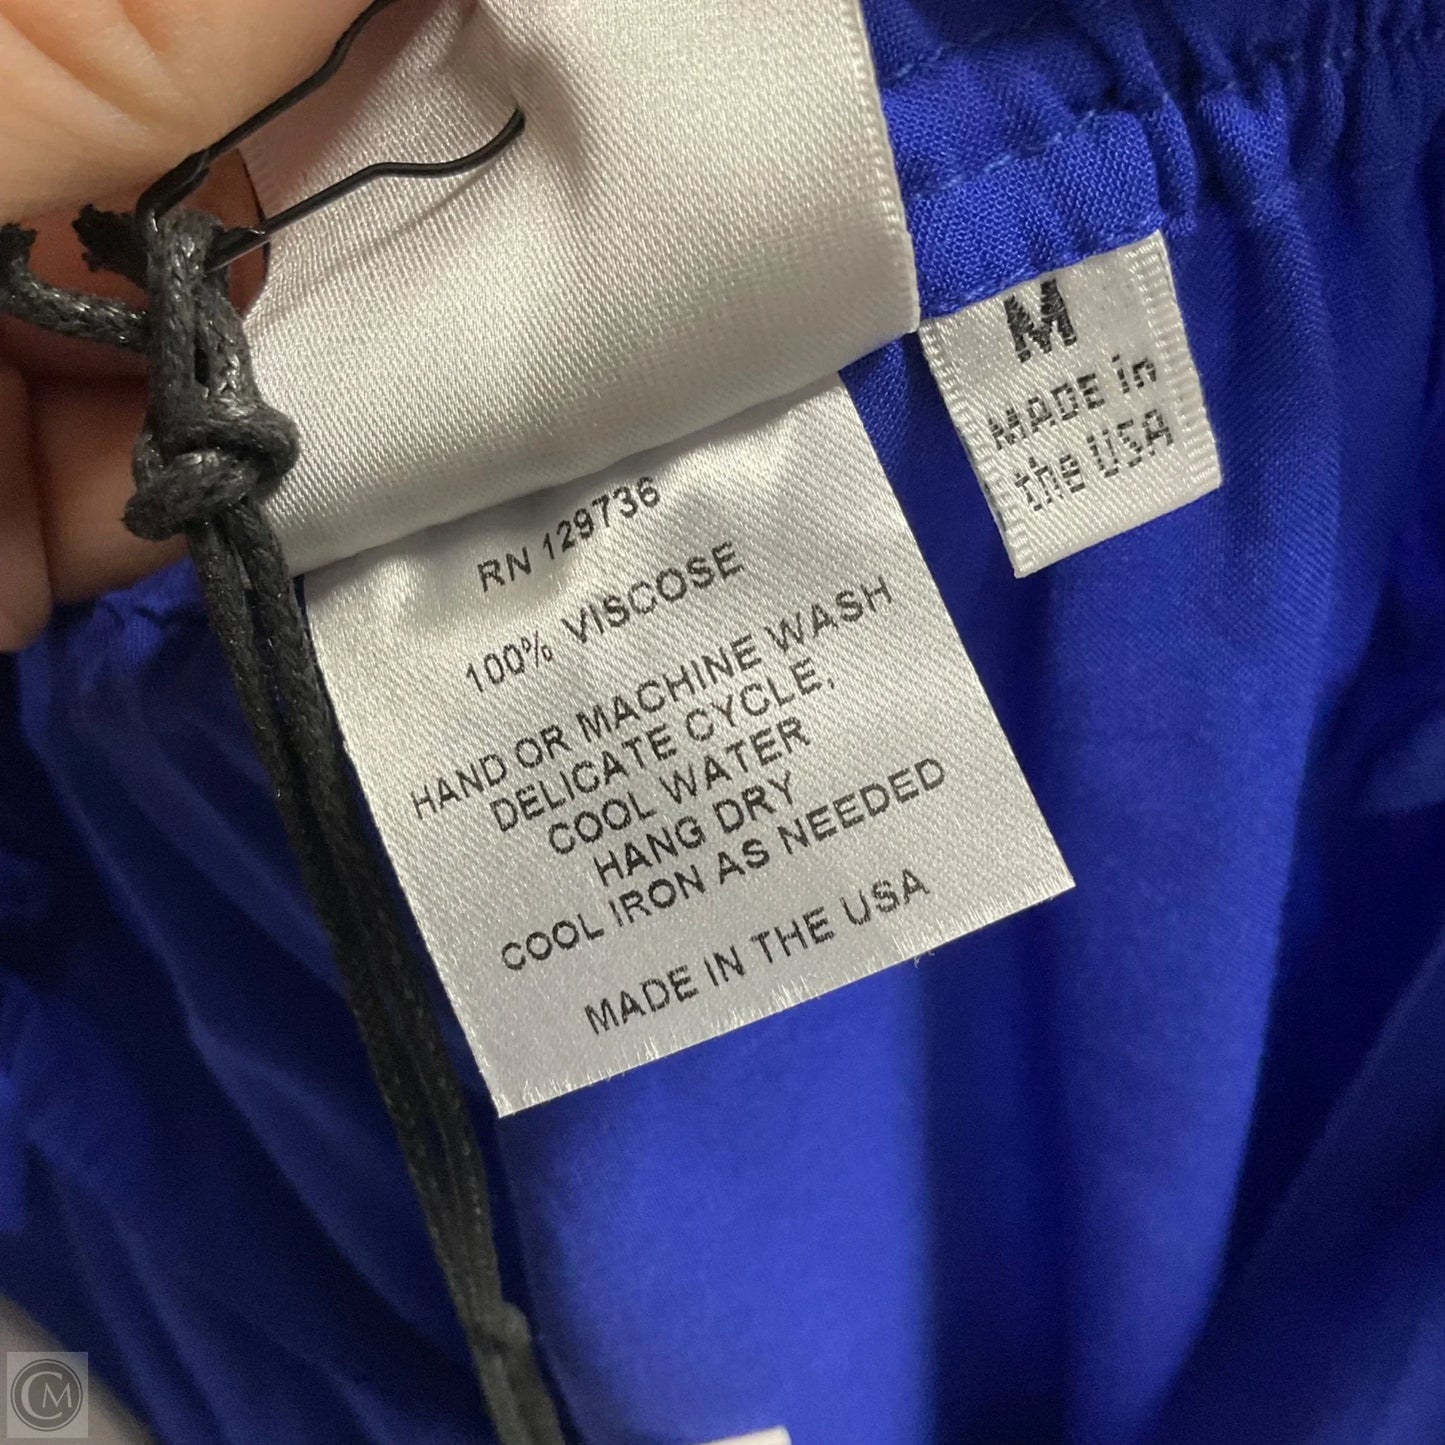 M
MADE in
the USA
RN 129736
100% VISCOSE
HAND OR MACHINE WASH
DELICATE CYCLE,
COOL WATER
HANG DRY
COOL IRON AS NEEDED
MADE IN THE USA
CM